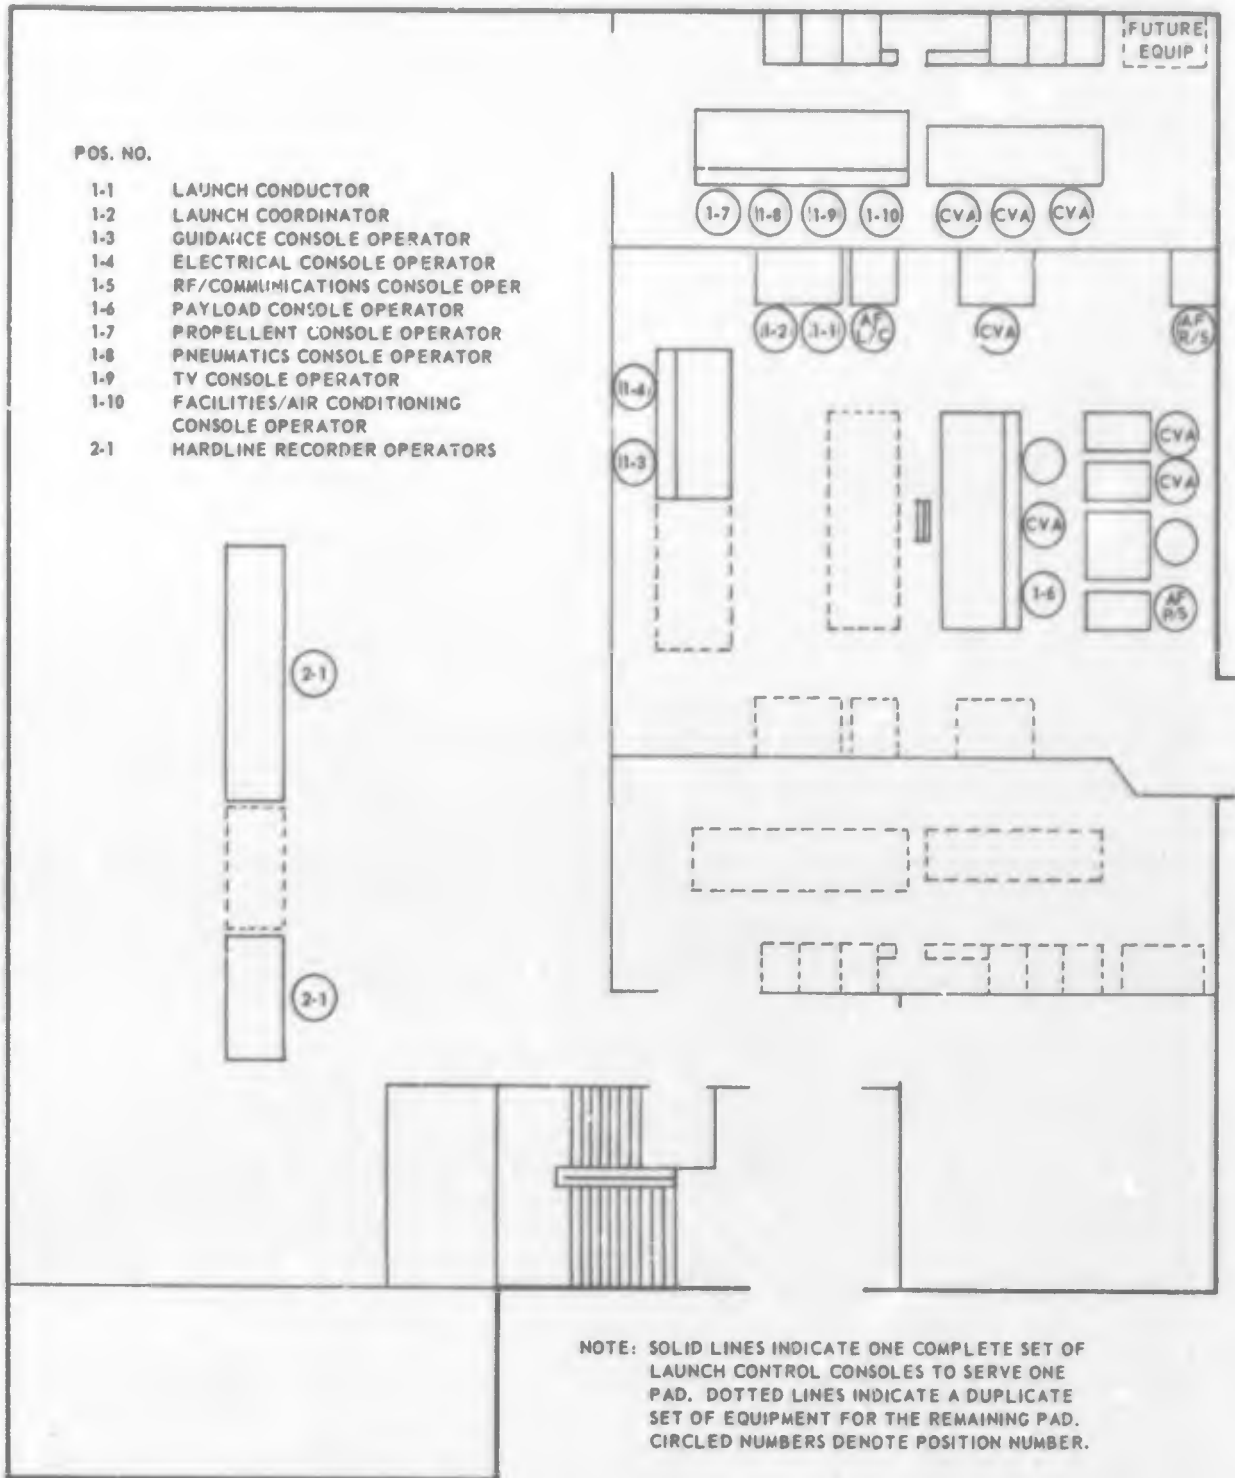 FUTURE
EQUIP
POS. NO.
1-1 LAUNCH CONDUCTOR
1-2 LAUNCH COORDINATOR
1-3 GUIDANCE CONSOLE OPERATOR
1-4 ELECTRICAL CONSOLE OPERATOR
1-5 RF/COMMUNICATIONS CONSOLE OPER
1-6 PAYLOAD CONSOLE OPERATOR
1-7 PROPELLENT CONSOLE OPERATOR
1-8 PNEUMATICS CONSOLE OPERATOR
1-9 TV CONSOLE OPERATOR
1-10 FACILITIES/AIR CONDITIONING
CONSOLE OPERATOR
2-1 HARDLINE RECORDER OPERATORS
1-7 1-8 1-9 1-10 CVA CVA CVA
1-2 1-1 AF L/C CVA AF R/S
1-4
1-3
CVA
CVA
CVA
1-6
AF R/S
2-1
2-1
NOTE: SOLID LINES INDICATE ONE COMPLETE SET OF
LAUNCH CONTROL CONSOLES TO SERVE ONE
PAD. DOTTED LINES INDICATE A DUPLICATE
SET OF EQUIPMENT FOR THE REMAINING PAD.
CIRCLED NUMBERS DENOTE POSITION NUMBER.